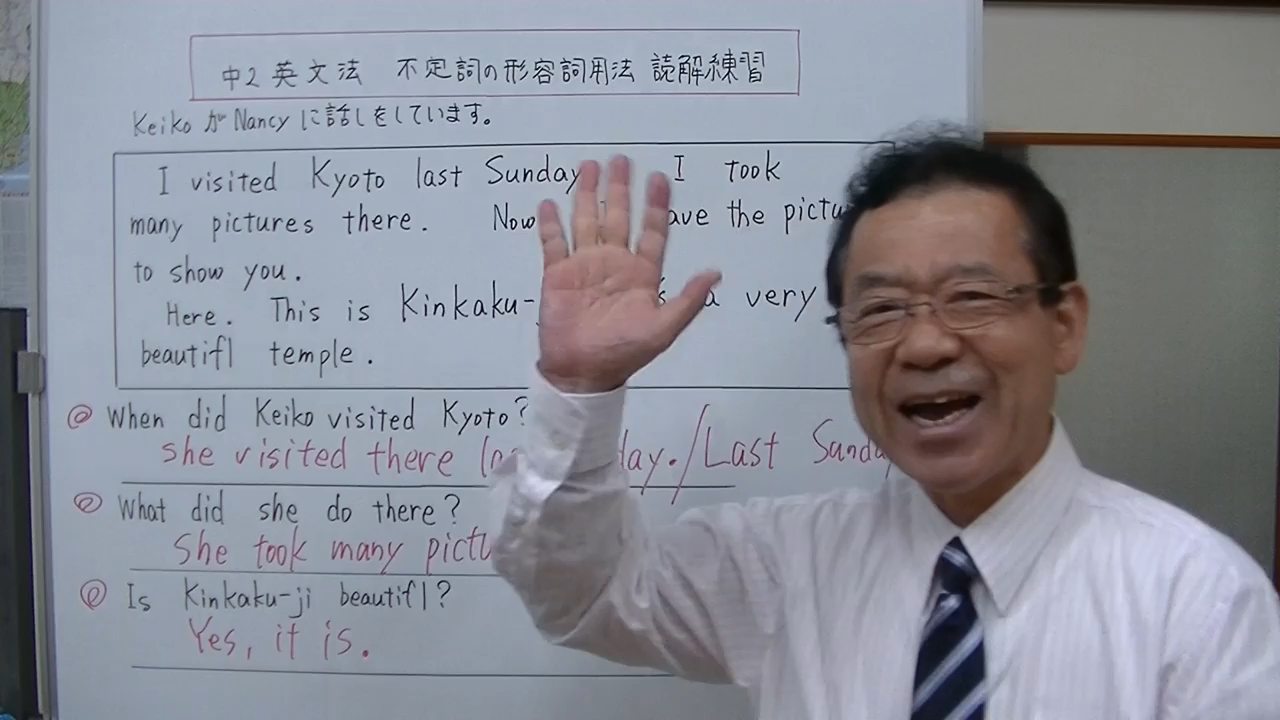 中2 英文法 不定詞の形容詞用法 読解練習
Keiko が Nancy に話しをしています。
I visited Kyoto last Sunday I took
many pictures there. Now ave the pictu
to show you.
Here. This is Kinkaku- s a very
beautifl temple.
When did Keiko visited Kyoto?
she visited there lay. / Last Sunda
What did she do there?
She took many pictu
Is Kinkaku-ji beautifl?
Yes, it is.